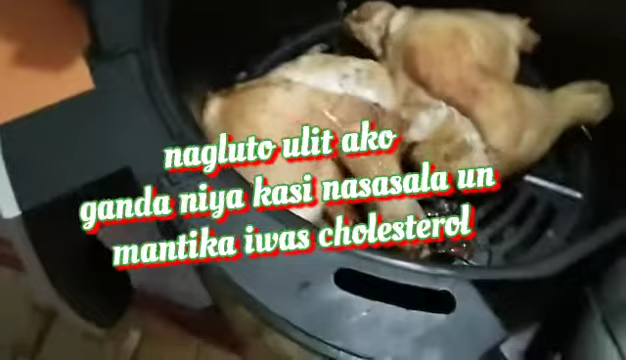 nagluto ulit ako
ganda niya kasi nasasala un
mantika iwas cholesterol